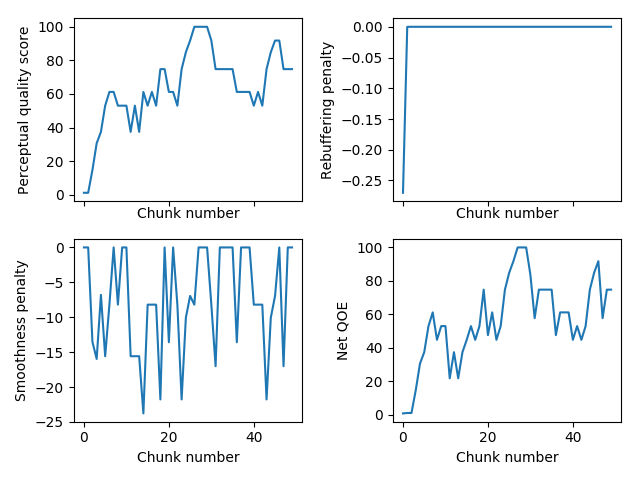 Perceptual quality score
100
80
60
40
20
0
Chunk number
Rebuffering penalty
0.00
−0.05
−0.10
−0.15
−0.20
−0.25
Chunk number
Smoothness penalty
0
−5
−10
−15
−20
−25
0 20 40
Chunk number
Net QOE
100
80
60
40
20
0
0 20 40
Chunk number